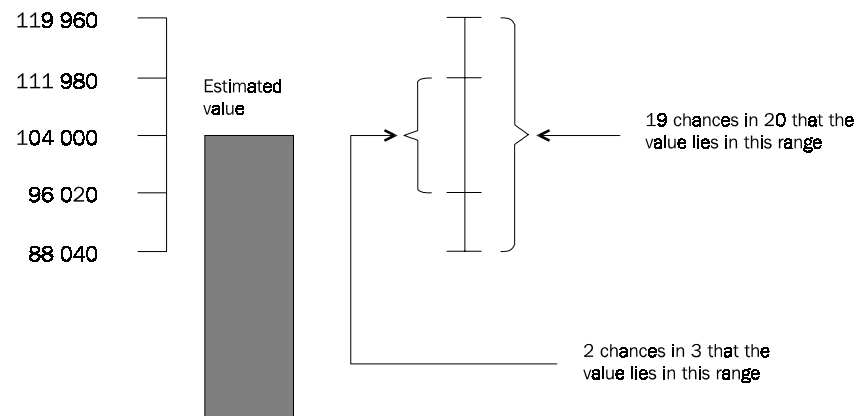 119 960
111 980
104 000
96 020
88 040
Estimated
value
19 chances in 20 that the
value lies in this range
2 chances in 3 that the
value lies in this range